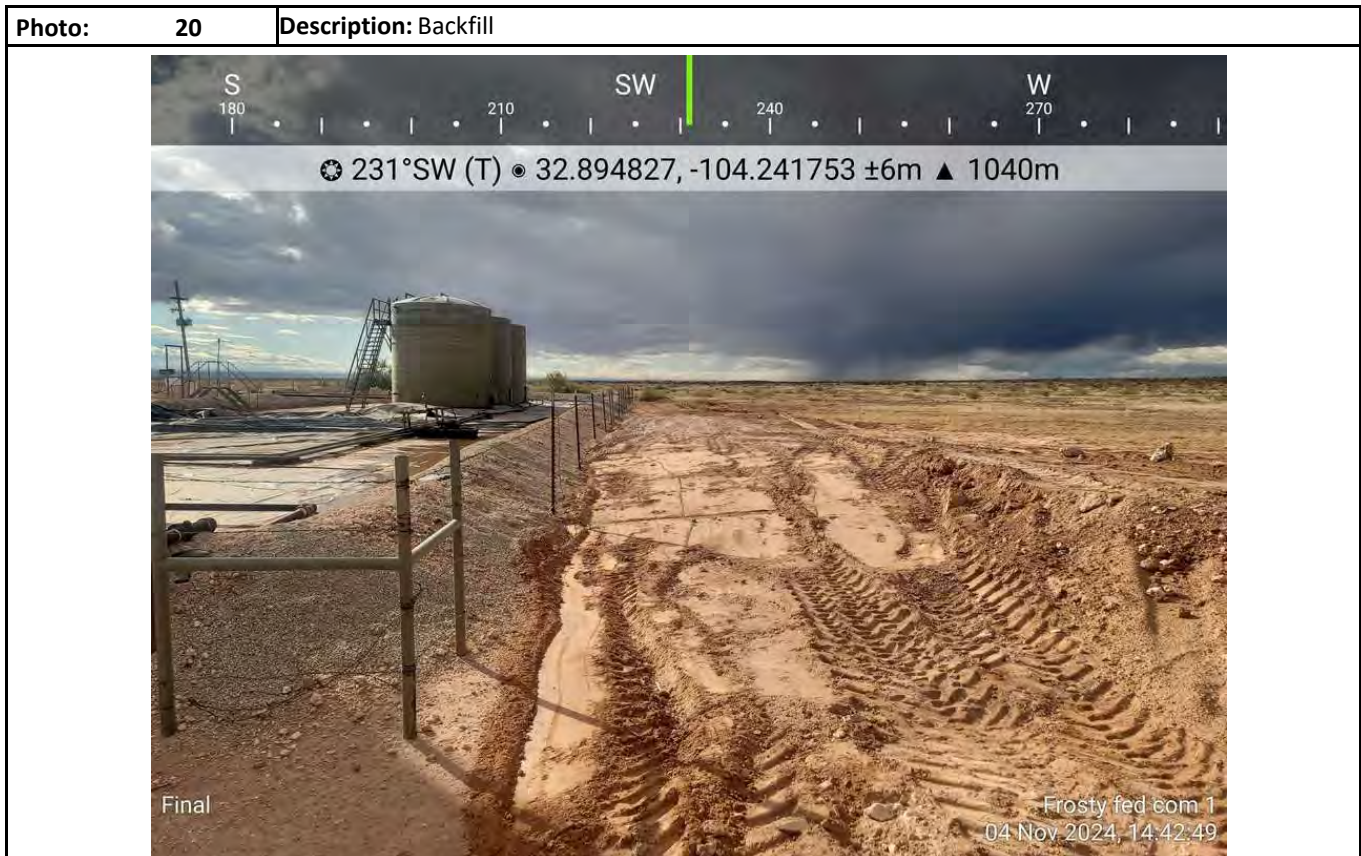 Photo: 20 Description: Backfill
S SW W
180 210 240 270
231°SW (T) ◉ 32.894827, -104.241753 ±6m ▲ 1040m
Final
Frosty fed com 1
04 Nov 2024, 14:42:49